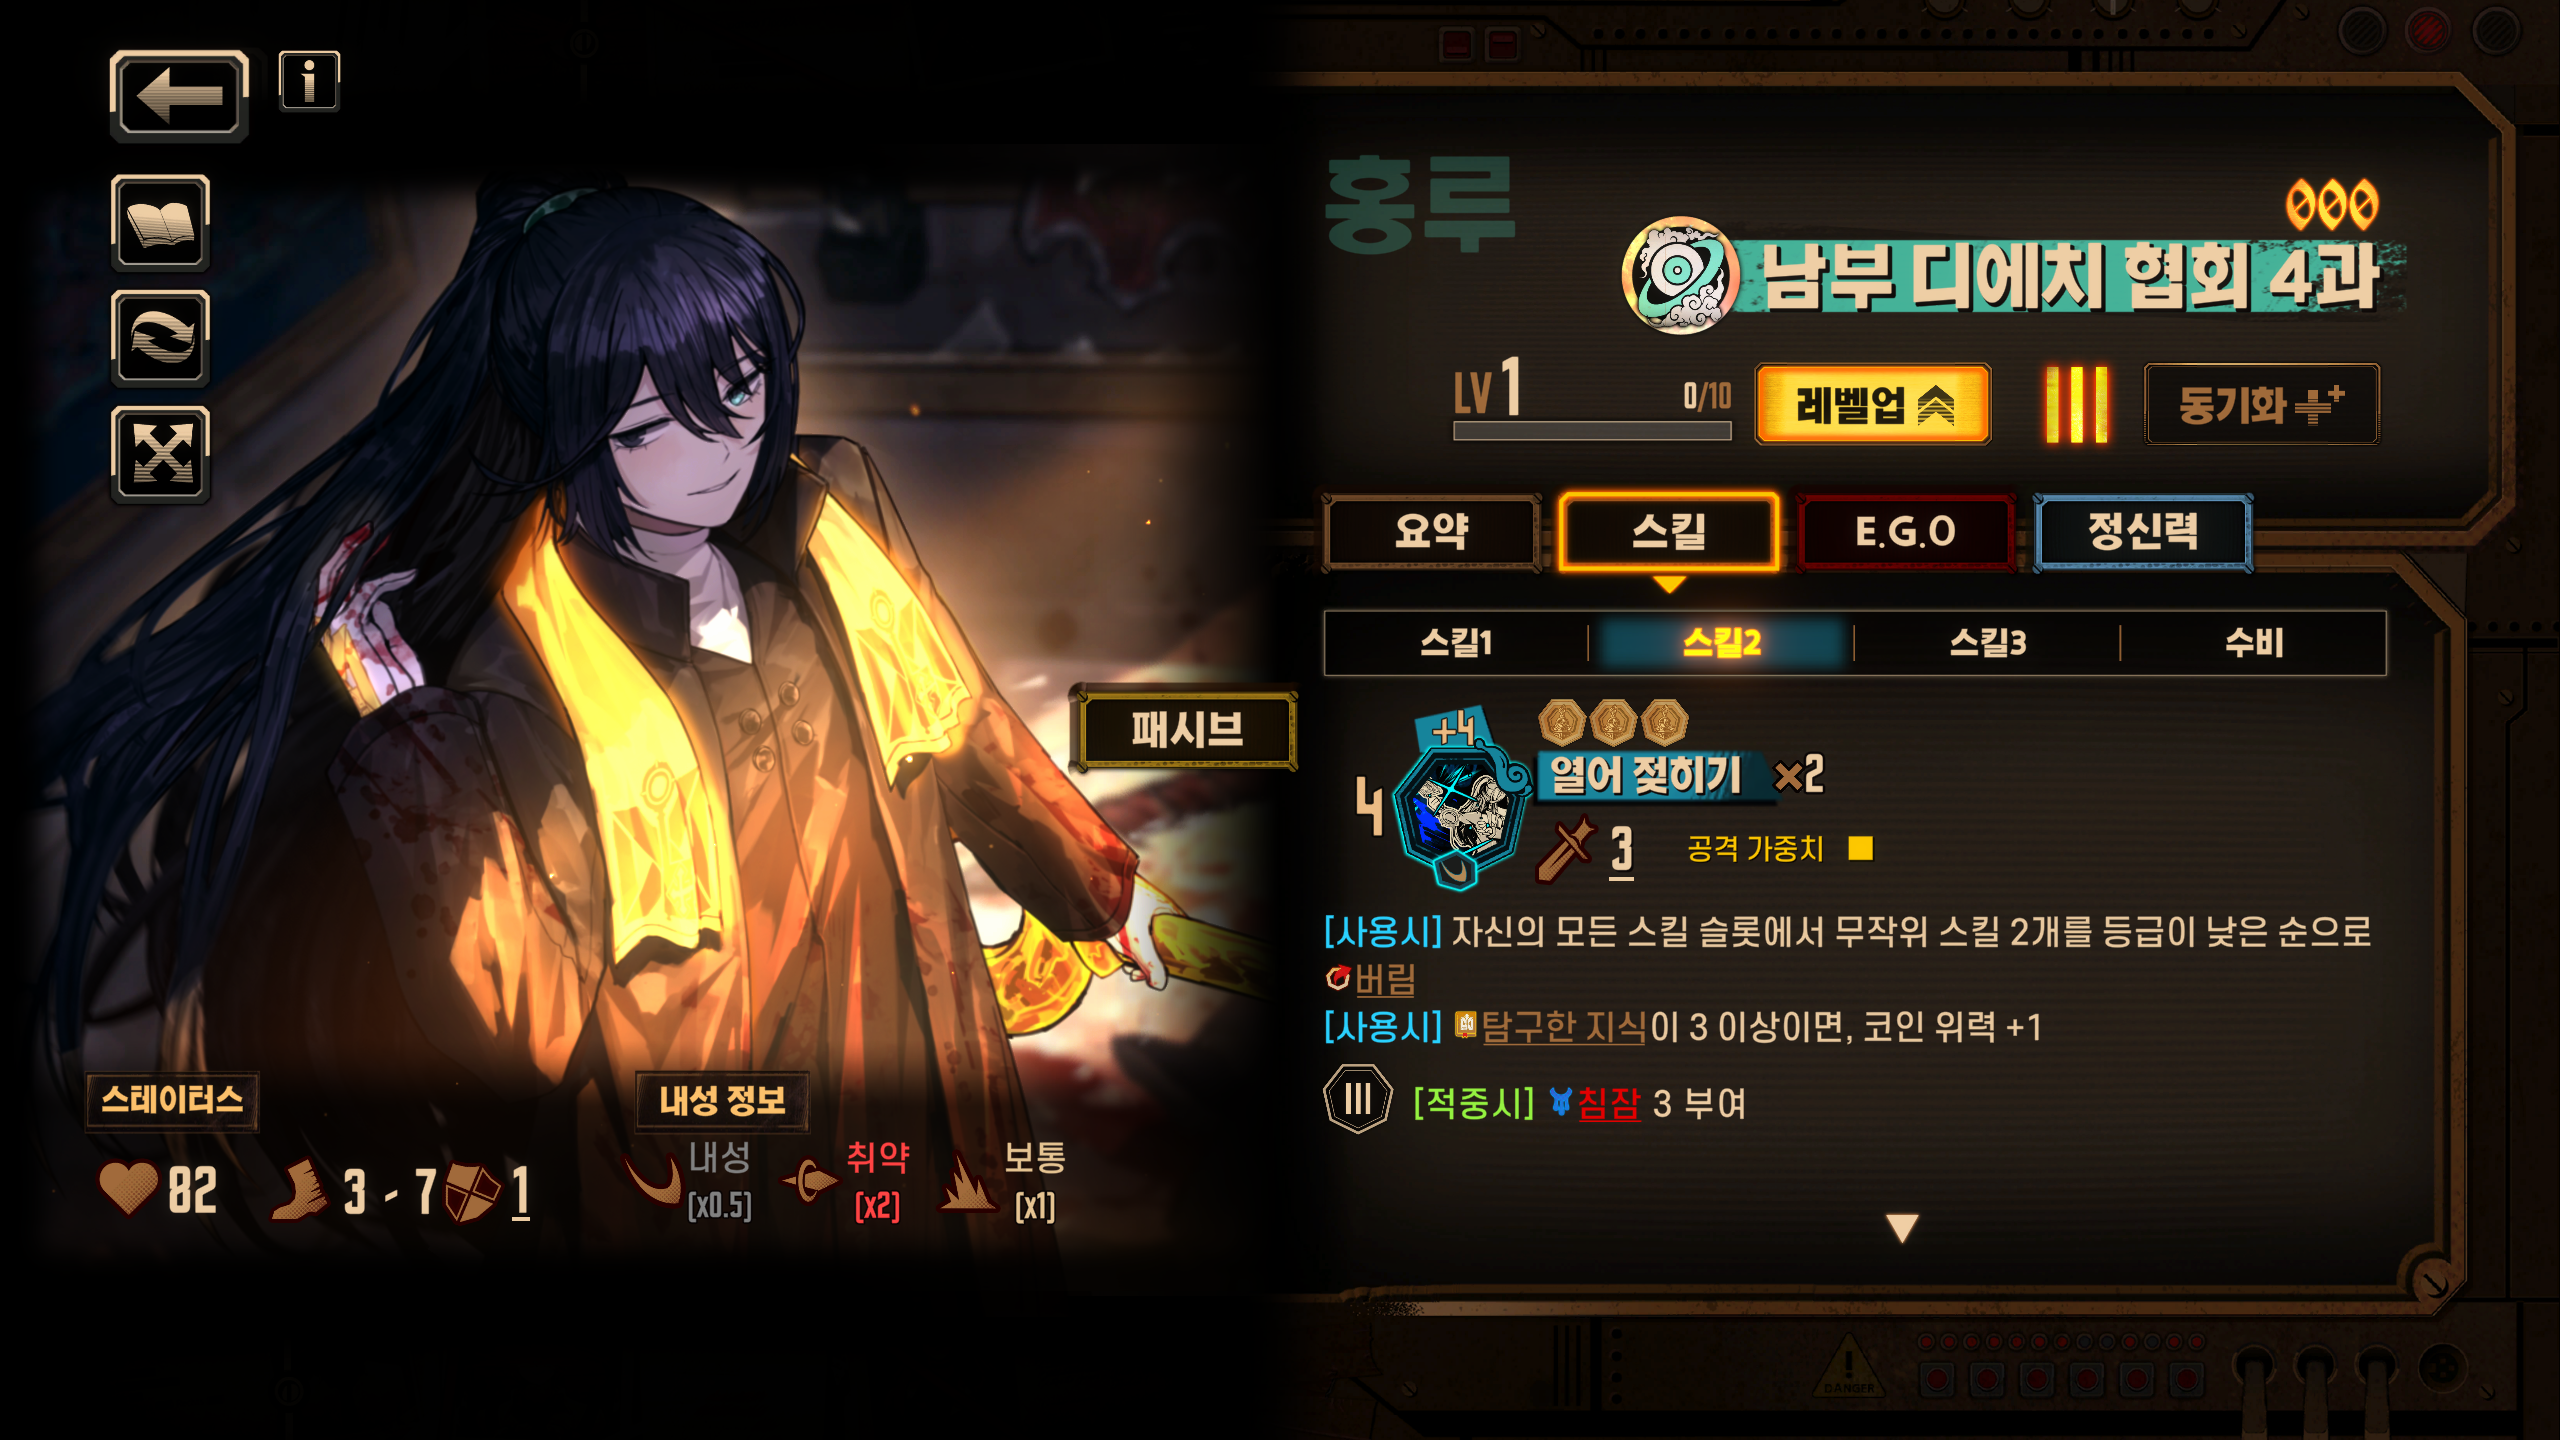 홍루
남부 디에치 협회 4과
LV 1
0/10
레벨업
동기화
요약
스킬
E.G.O
정신력
스킬1
스킬2
스킬3
수비
패시브
+4
4
열어 젖히기 ×2
3
공격 가중치
[사용시] 자신의 모든 스킬 슬롯에서 무작위 스킬 2개를 등급이 낮은 순으로
버림
[사용시] 탐구한 지식이 3 이상이면, 코인 위력 +1
III [적중시] 침잠 3 부여
스테이터스
82
3 - 7
1
내성 정보
내성
[x0.5]
취약
[x2]
보통
[x1]
DANGER